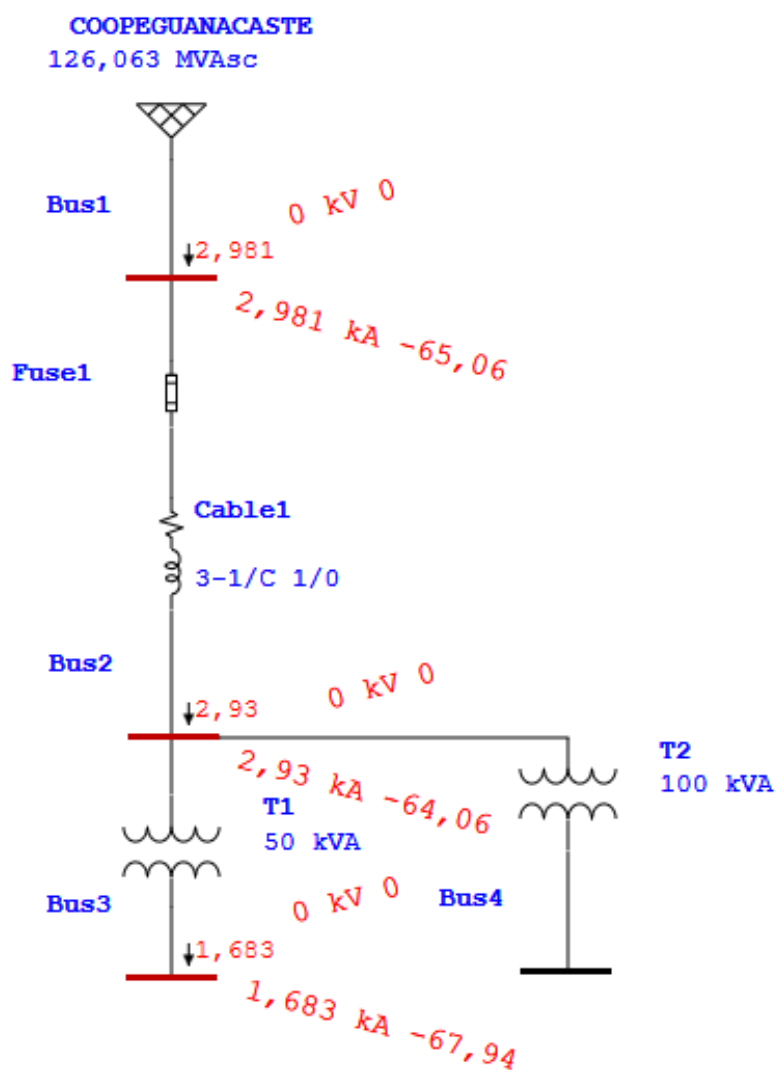 COOPEGUANACASTE
126,063 MVAsc
Bus1
0 kV 0
2,981
2,981 kA -65,06
Fuse1
Cable1
3-1/C 1/0
Bus2
0 kV 0
2,93
2,93 kA -64,06
T2
100 kVA
T1
50 kVA
Bus3
0 kV 0
Bus4
1,683
1,683 kA -67,94